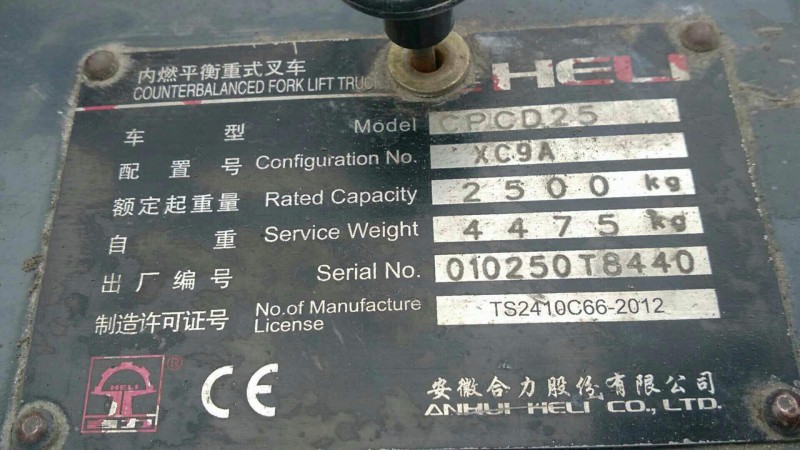 内燃平衡重式叉车
COUNTERBALANCED FORK LIFT TRUCK
HELI
车型 Model CPCD25
配置号 Configuration No. XC9A
额定起重量 Rated Capacity 2500 kg
自重 Service Weight 4475 kg
出厂编号 Serial No. 010250T8440
制造许可证号 No.of Manufacture License TS2410C66-2012
HELI
合力
®
CE
安徽合力股份有限公司
ANHUI HELI CO., LTD.